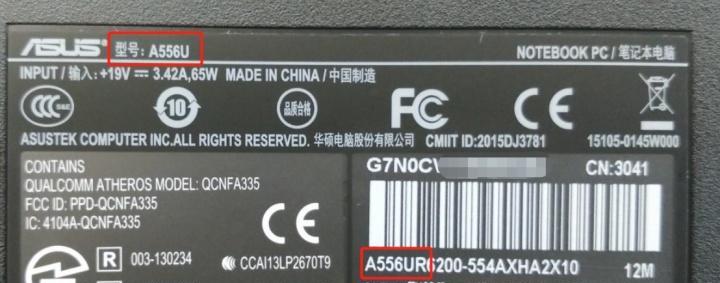 ASUS 型号: A556U
NOTEBOOK PC / 笔记本电脑
INPUT / 输入: +19V ⎓ 3.42A,65W MADE IN CHINA / 中国制造
CCC S&E
10
品质合格
FC CE
ASUSTEK COMPUTER INC.ALL RIGHTS RESERVED. 华硕电脑股份有限公司 CMIIT ID:2015DJ3781 15105-0145W000
CONTAINS
QUALCOMM ATHEROS MODEL: QCNFA335
FCC ID: PPD-QCNFA335
IC: 4104A-QCNFA335
CE
R 003-130234
CCAI13LP2670T9
G7N0CV CN:3041
A556UR6200-554AXHA2X10 12M